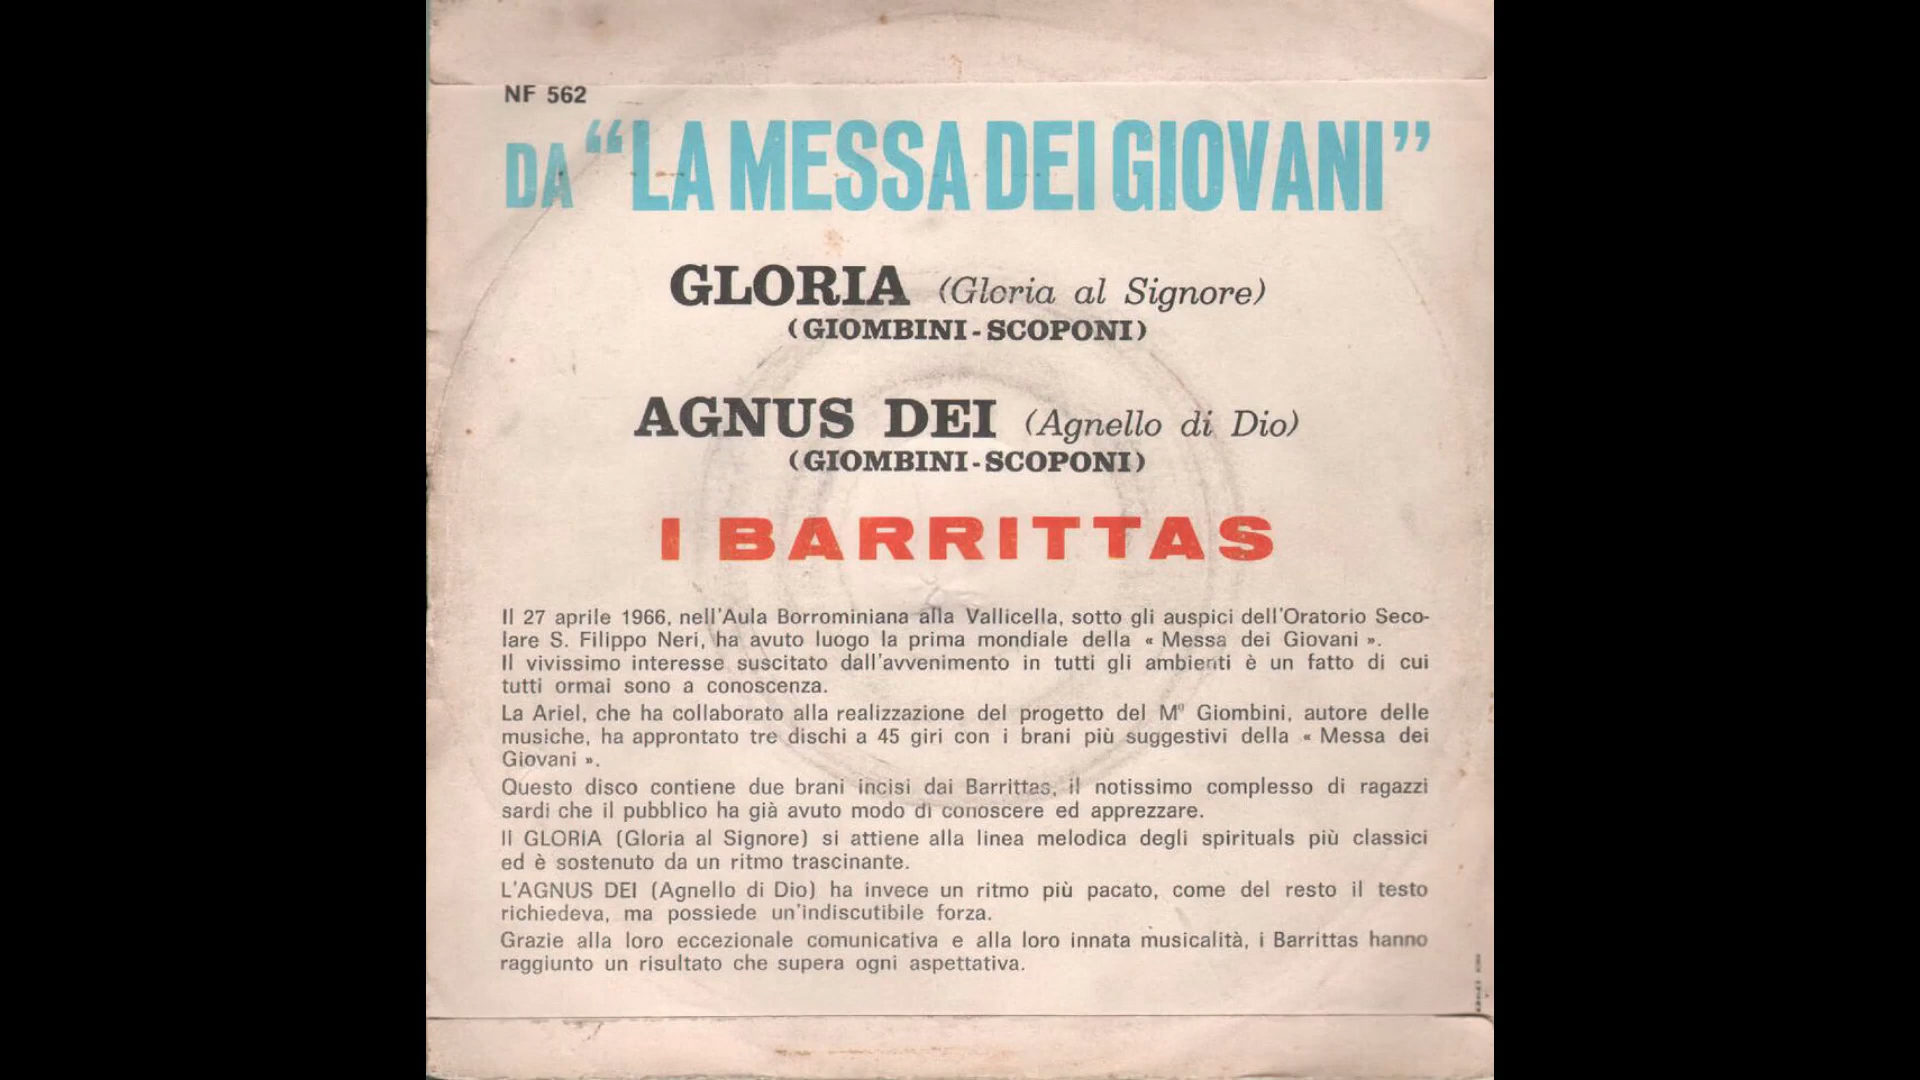 NF 562
DA "LA MESSA DEI GIOVANI"
GLORIA (Gloria al Signore)
(GIOMBINI - SCOPONI)
AGNUS DEI (Agnello di Dio)
(GIOMBINI - SCOPONI)
I BARRITTAS
Il 27 aprile 1966, nell'Aula Borrominiana alla Vallicella, sotto gli auspici dell'Oratorio Seco-
lare S. Filippo Neri, ha avuto luogo la prima mondiale della « Messa dei Giovani ».
Il vivissimo interesse suscitato dall'avvenimento in tutti gli ambienti è un fatto di cui
tutti ormai sono a conoscenza.
La Ariel, che ha collaborato alla realizzazione del progetto del Mº Giombini, autore delle
musiche, ha approntato tre dischi a 45 giri con i brani più suggestivi della « Messa dei
Giovani ».
Questo disco contiene due brani incisi dai Barrittas, il notissimo complesso di ragazzi
sardi che il pubblico ha già avuto modo di conoscere ed apprezzare.
Il GLORIA (Gloria al Signore) si attiene alla linea melodica degli spirituals più classici
ed è sostenuto da un ritmo trascinante.
L'AGNUS DEI (Agnello di Dio) ha invece un ritmo più pacato, come del resto il testo
richiedeva, ma possiede un'indiscutibile forza.
Grazie alla loro eccezionale comunicativa e alla loro innata musicalità, i Barrittas hanno
raggiunto un risultato che supera ogni aspettativa.